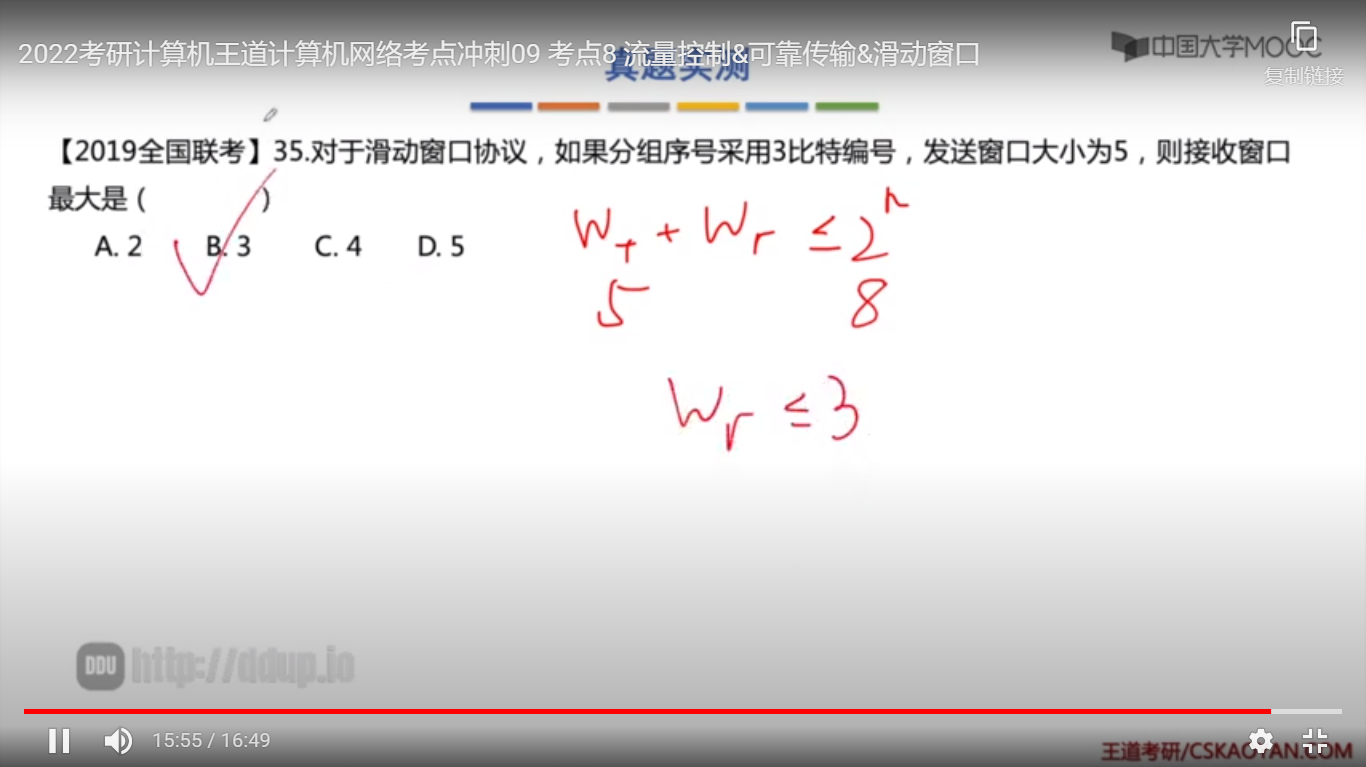 2022考研计算机王道计算机网络考点冲刺09 考点8 流量控制&可靠传输&滑动窗口
中国大学MOOC
复制链接
真题实测
【2019全国联考】35.对于滑动窗口协议，如果分组序号采用3比特编号，发送窗口大小为5，则接收窗口
最大是 (    )
A. 2  B. 3  C. 4  D. 5
W_T + W_r ≤ 2^n
5  8
W_r ≤ 3
DDU http://ddup.io
15:55 / 16:49
王道考研/CSKAOYAN.COM